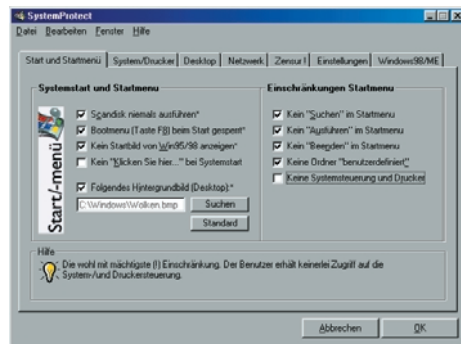 SystemProtect
Datei Bearbeiten Fenster Hilfe
Start und Startmenü System/Drucker Desktop Netzwerk Zensur! Einstellungen Windows98/ME
Systemstart und Startmenu
Scandisk niemals ausführen*
Bootmenu (Taste F8) beim Start gesperrt*
Kein Startbild von Win95/98 anzeigen*
Kein "Klicken Sie hier..." bei Systemstart
Folgendes Hintergrundbild (Desktop):*
C:\Windows\Wolken.bmp Suchen
Standard
Start/-menü
Einschränkungen Startmenu
Kein "Suchen" im Startmenu
Kein "Ausführen" im Startmenu
Kein "Beenden" im Startmenu
Keine Ordner "benutzerdefiniert"
Keine Systemsteuerung und Drucker
Hilfe
Die wohl mit mächtigste (!) Einschränkung. Der Benutzer erhält keinerlei Zugriff auf die
System-/und Druckersteuerung.
Abbrechen OK